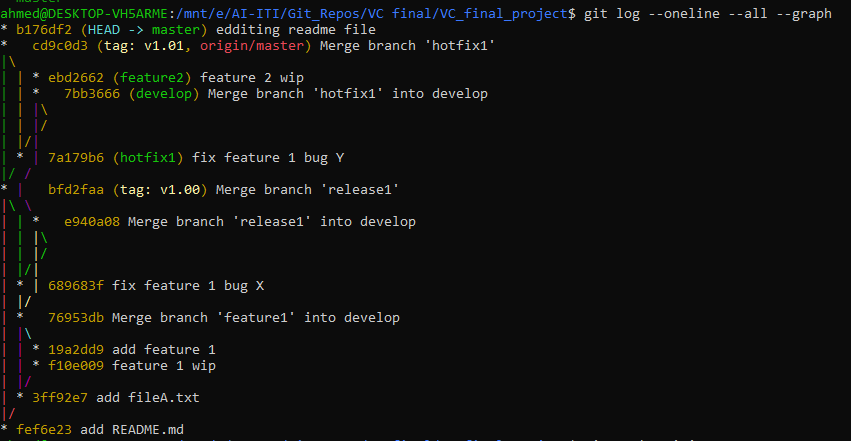 ahmed@DESKTOP-VH5ARME:/mnt/e/AI-ITI/Git_Repos/VC final/VC_final_project$ git log --oneline --all --graph
* b176df2 (HEAD -> master) edditing readme file
*   cd9c0d3 (tag: v1.01, origin/master) Merge branch 'hotfix1'
|\
| | * ebd2662 (feature2) feature 2 wip
| | *   7bb3666 (develop) Merge branch 'hotfix1' into develop
| | |\
| | |/
| |/|
| * | 7a179b6 (hotfix1) fix feature 1 bug Y
|/ /
* |   bfd2faa (tag: v1.00) Merge branch 'release1'
|\ \
| | *   e940a08 Merge branch 'release1' into develop
| | |\
| | |/
| |/|
| * | 689683f fix feature 1 bug X
| |/
| *   76953db Merge branch 'feature1' into develop
| |\
| | * 19a2dd9 add feature 1
| | * f10e009 feature 1 wip
| |/
| * 3ff92e7 add fileA.txt
|/
* fef6e23 add README.md